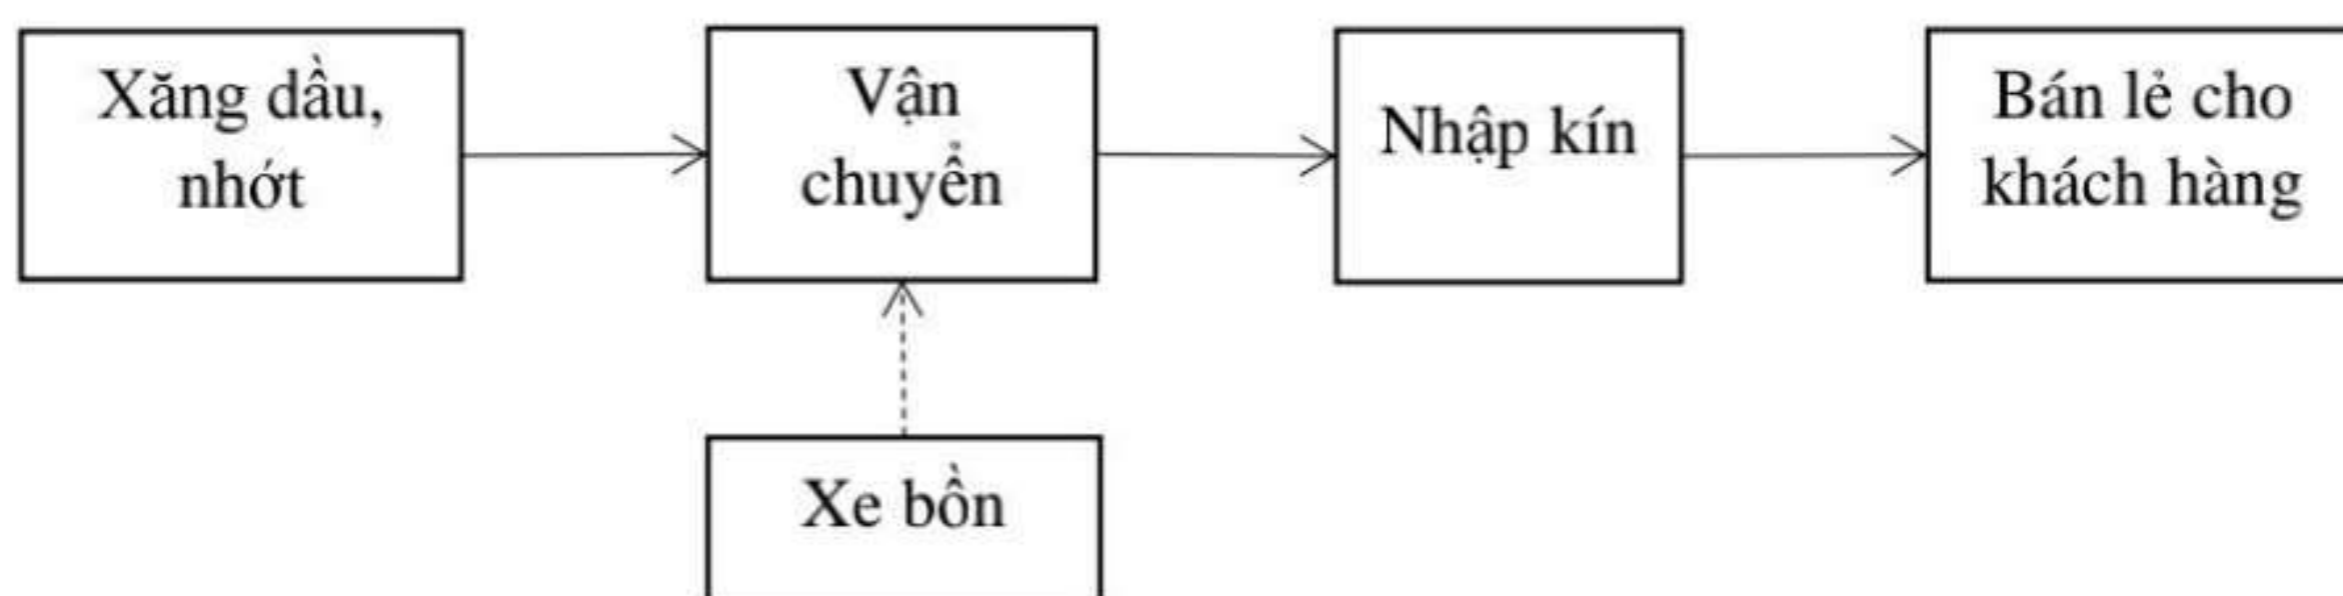 Xăng dầu,
nhớt
Vận
chuyển
Nhập kín
Bán lẻ cho
khách hàng
Xe bồn